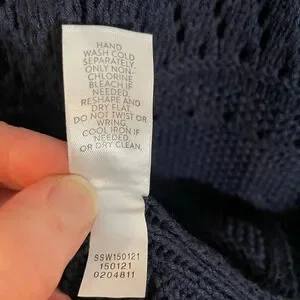 HAND
WASH COLD
SEPARATELY.
ONLY NON-
CHLORINE
BLEACH IF
NEEDED.
RESHAPE AND
DRY FLAT.
DO NOT TWIST OR
WRING.
COOL IRON IF
NEEDED.
OR DRY CLEAN.
SSW150121
150121
0204811